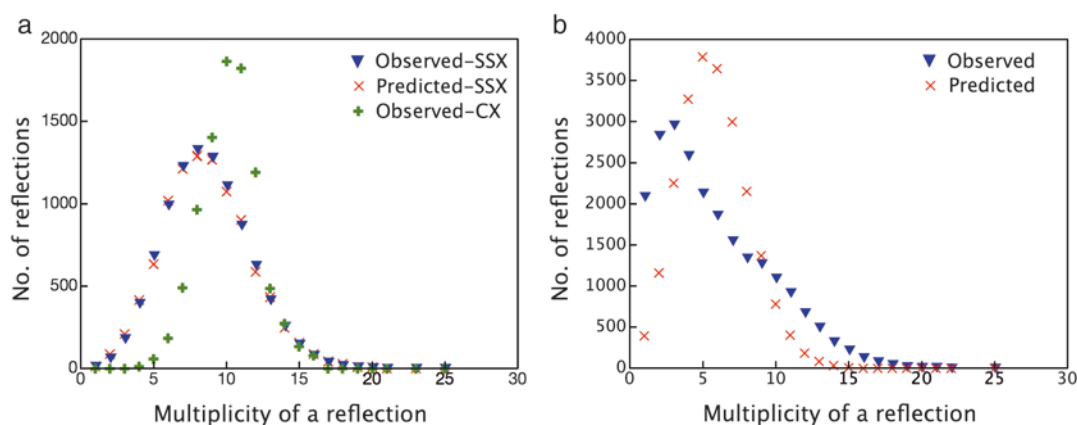 a
2000
1500
1000
500
0
0 5 10 15 20 25 30
No. of reflections
Multiplicity of a reflection
Observed–SSX
Predicted–SSX
Observed–CX
b
4000
3500
3000
2500
2000
1500
1000
500
0
0 5 10 15 20 25 30
No. of reflections
Multiplicity of a reflection
Observed
Predicted